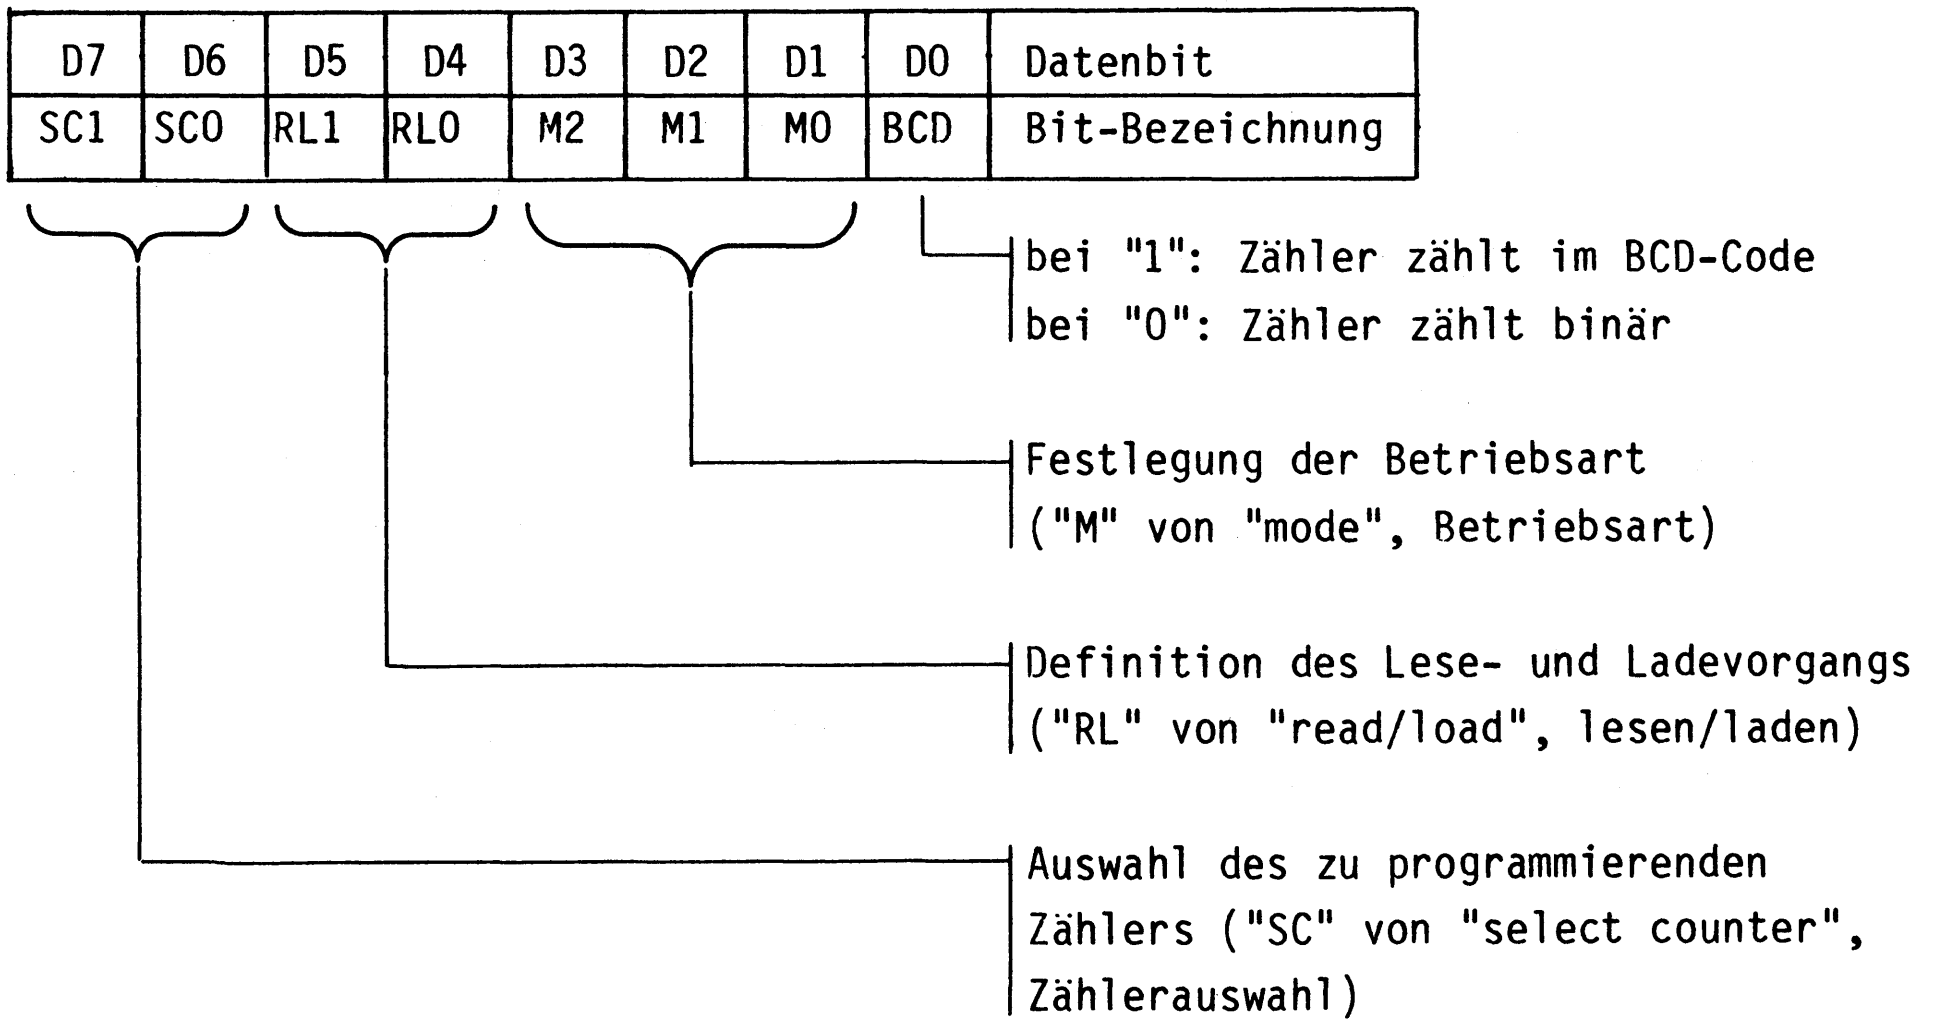 D7 D6 D5 D4 D3 D2 D1 D0 Datenbit
SC1 SC0 RL1 RL0 M2 M1 M0 BCD Bit-Bezeichnung
bei "1": Zähler zählt im BCD-Code
bei "0": Zähler zählt binär
Festlegung der Betriebsart
("M" von "mode", Betriebsart)
Definition des Lese- und Ladevorgangs
("RL" von "read/load", lesen/laden)
Auswahl des zu programmierenden
Zählers ("SC" von "select counter",
Zählerauswahl)